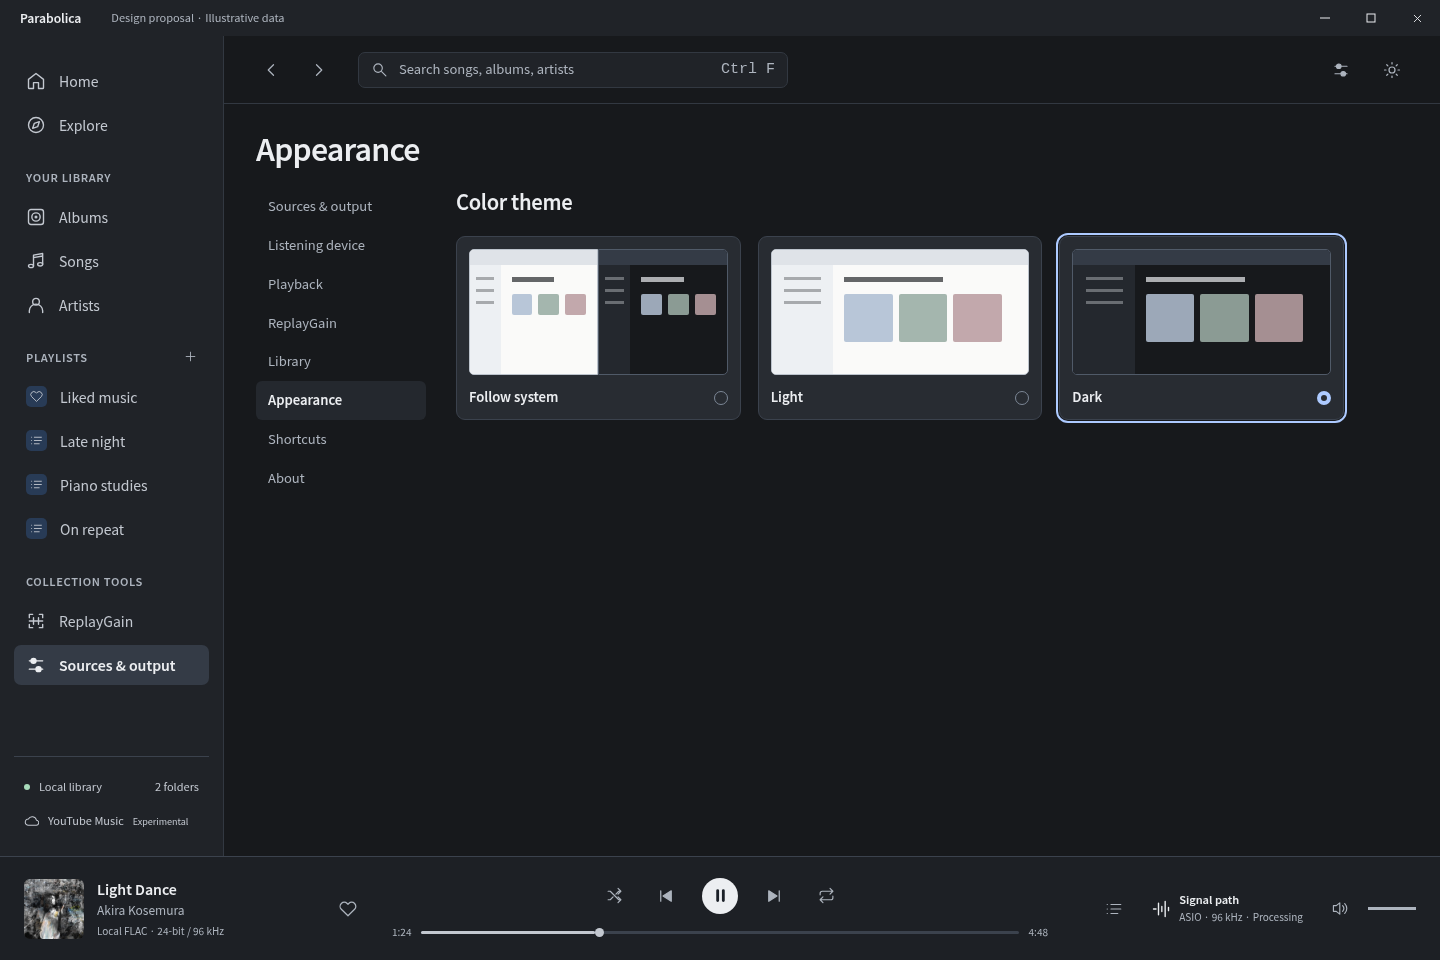 Parabolica
Design proposal · Illustrative data
Home
Explore
YOUR LIBRARY
Albums
Songs
Artists
PLAYLISTS
Liked music
Late night
Piano studies
On repeat
COLLECTION TOOLS
ReplayGain
Sources & output
Local library 2 folders
YouTube Music Experimental
Search songs, albums, artists Ctrl F
Appearance
Sources & output
Listening device
Playback
ReplayGain
Library
Appearance
Shortcuts
About
Color theme
Follow system
Light
Dark
Light Dance
Akira Kosemura
Local FLAC · 24-bit / 96 kHz
1:24
4:48
Signal path
ASIO · 96 kHz · Processing